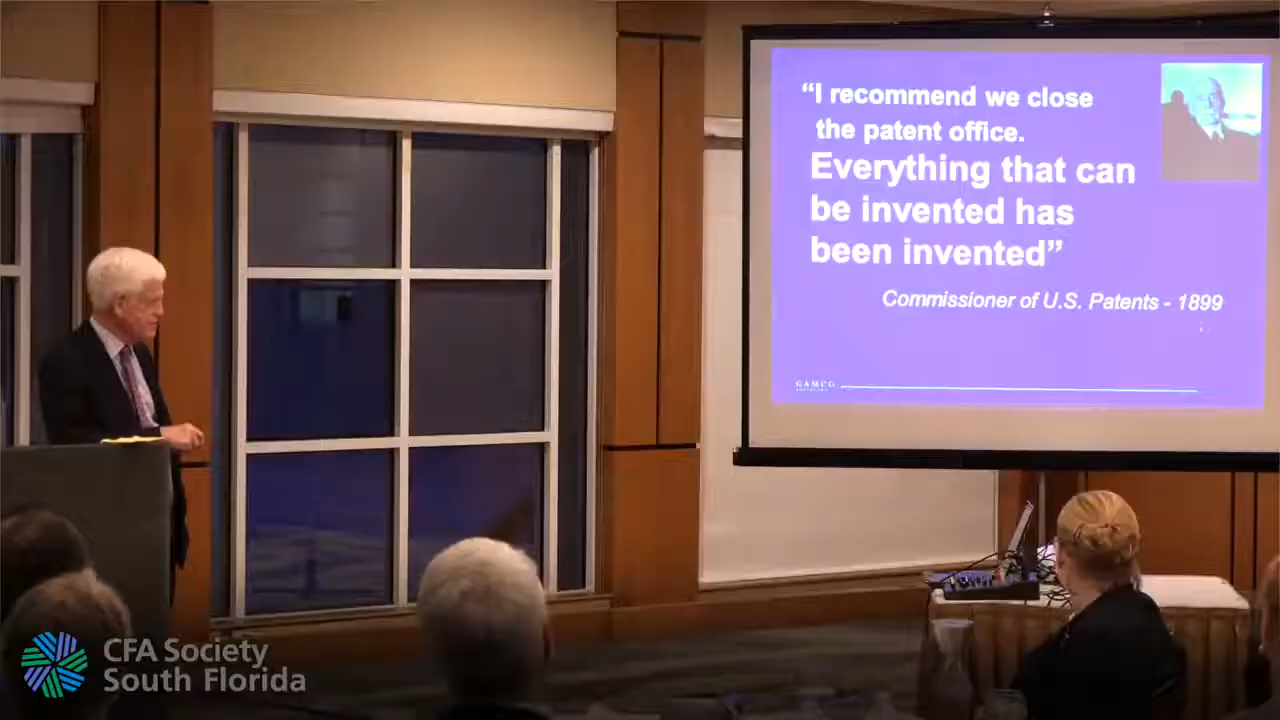 “I recommend we close
the patent office.
Everything that can
be invented has
been invented”
Commissioner of U.S. Patents - 1899
GAMCO
CFA Society
South Florida